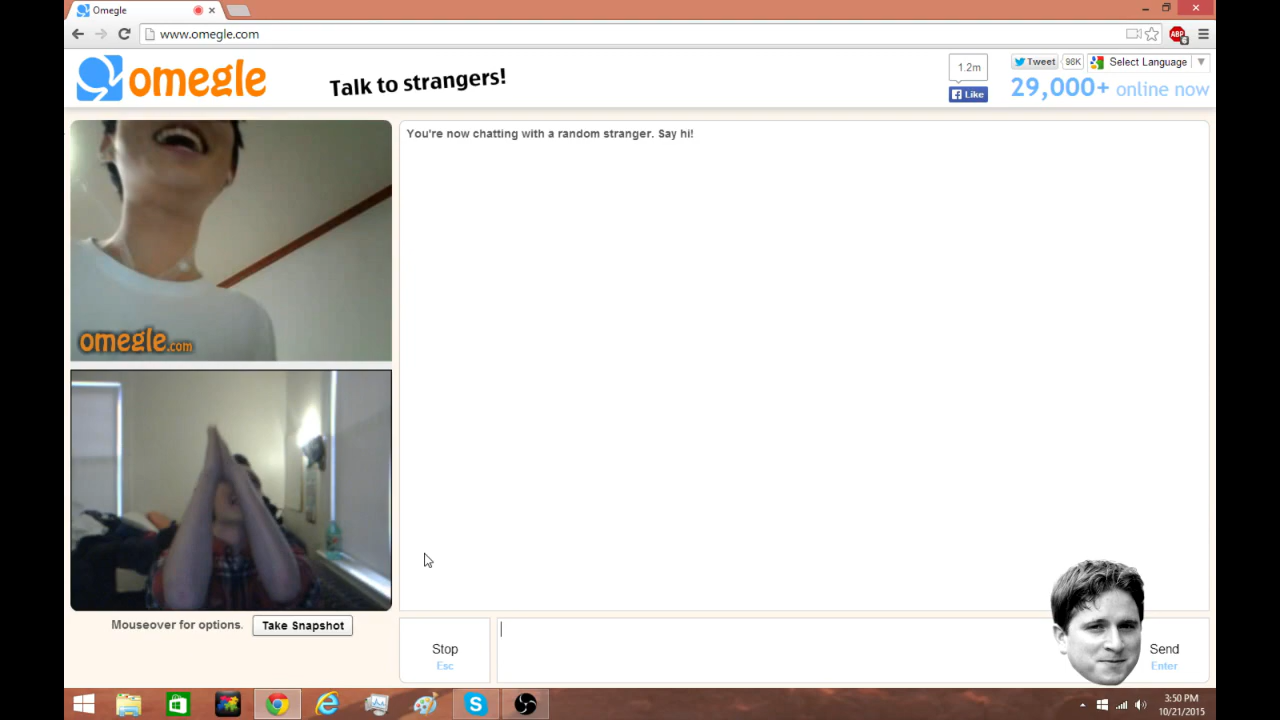 Omegle
www.omegle.com
ABP
6
omegle
Talk to strangers!
1.2m
Like
Tweet
98K
Select Language
29,000+ online now
You're now chatting with a random stranger. Say hi!
omegle.com
Mouseover for options.
Take Snapshot
Stop
Esc
Send
Enter
3:50 PM
10/21/2015